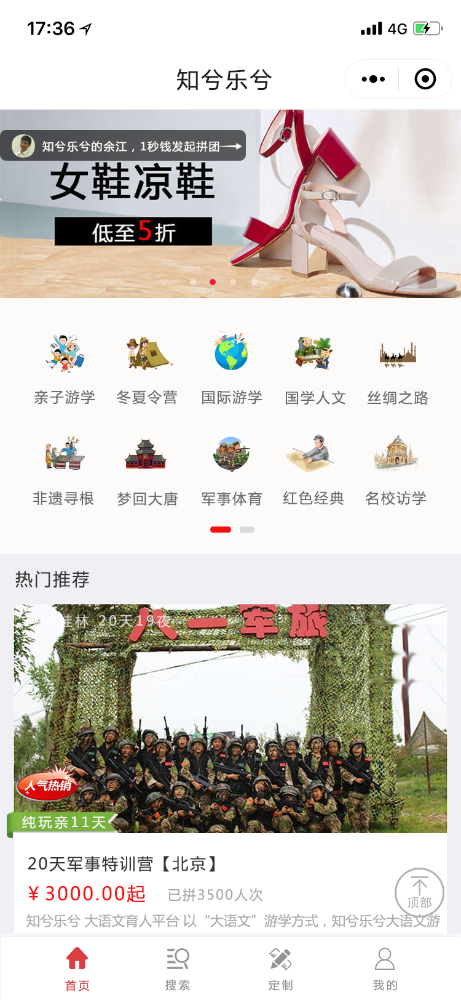 17:36
4G
知兮乐兮
知兮乐兮的余江，1秒钱发起拼团
女鞋凉鞋
低至5折
亲子游学
冬夏令营
国际游学
国学人文
丝绸之路
非遗寻根
梦回大唐
军事体育
红色经典
名校访学
热门推荐
桂林 20天19夜
八一军旅
人气热销
纯玩亲11天
20天军事特训营【北京】
¥3000.00起
已拼3500人次
顶部
知兮乐兮 大语文育人平台 以“大语文”游学方式，知兮乐兮大语文游
首页
搜索
定制
我的